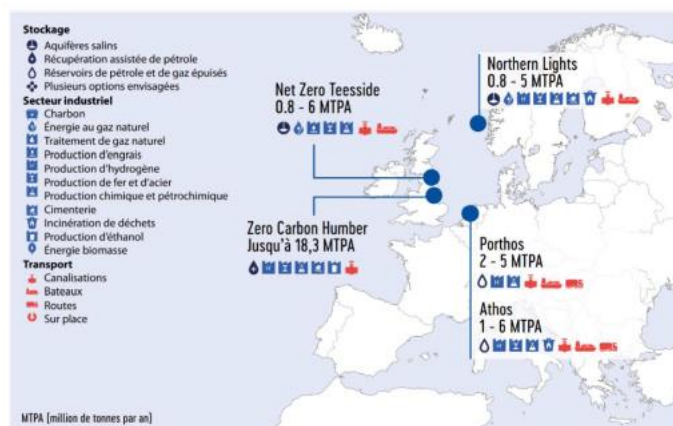 Stockage
Aquifères salins
Récupération assistée de pétrole
Réservoirs de pétrole et de gaz épuisés
Plusieurs options envisagées
Secteur industriel
Charbon
Énergie au gaz naturel
Traitement de gaz naturel
Production d'engrais
Production d'hydrogène
Production de fer et d'acier
Production chimique et pétrochimique
Cimenterie
Incinération de déchets
Production d'éthanol
Énergie biomasse
Transport
Canalisations
Bateaux
Routes
Sur place
MTPA [million de tonnes par an]
Net Zero Teesside
0.8 - 6 MTPA
Zero Carbon Humber
Jusqu'à 18,3 MTPA
Northern Lights
0.8 - 5 MTPA
Porthos
2 - 5 MTPA
Athos
1 - 6 MTPA